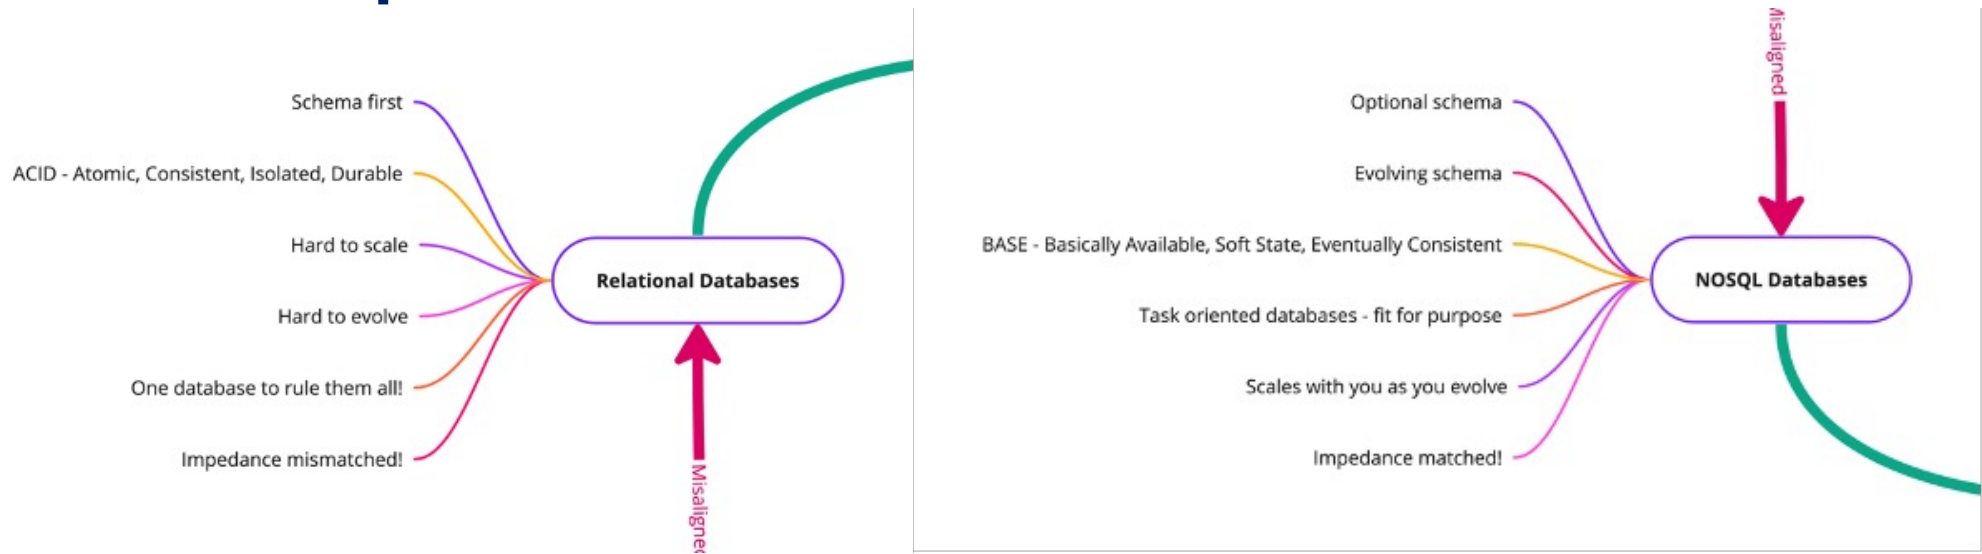 Schema first
ACID - Atomic, Consistent, Isolated, Durable
Hard to scale
Hard to evolve
One database to rule them all!
Impedance mismatched!
Relational Databases
Misaligned
Optional schema
Evolving schema
BASE - Basically Available, Soft State, Eventually Consistent
Task oriented databases - fit for purpose
Scales with you as you evolve
Impedance matched!
NOSQL Databases
Misaligned